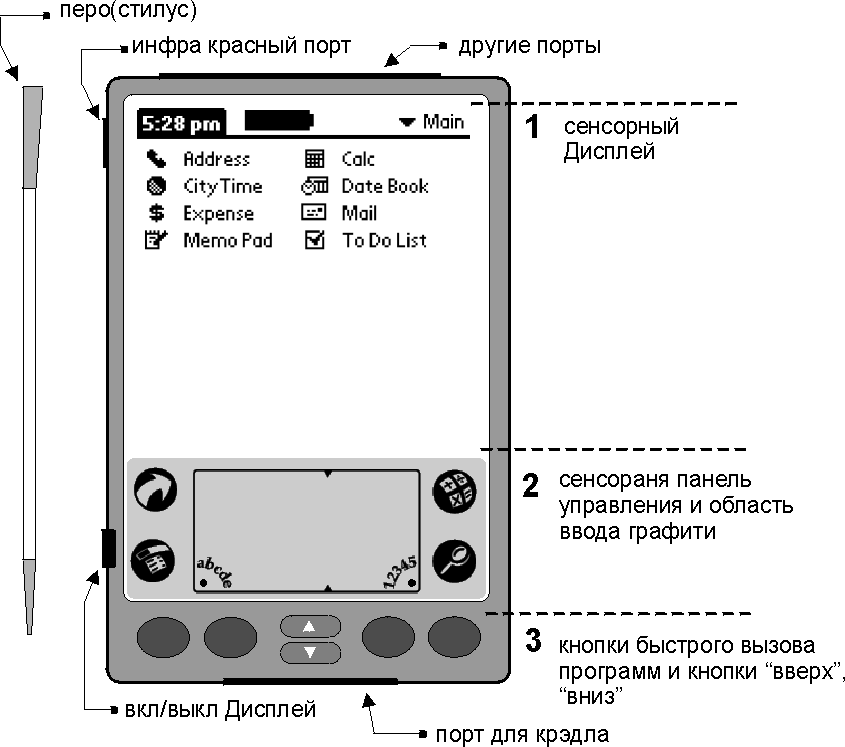 перо(стилус)
инфра красный порт
другие порты
5:28 pm
Main
Address
Calc
City Time
Date Book
Expense
Mail
Memo Pad
To Do List
1 сенсорный
Дисплей
2 сенсораня панель
управления и область
ввода графити
abcde
12345
3 кнопки быстрого вызова
программ и кнопки “вверх”,
“вниз”
вкл/выкл Дисплей
порт для крэдла